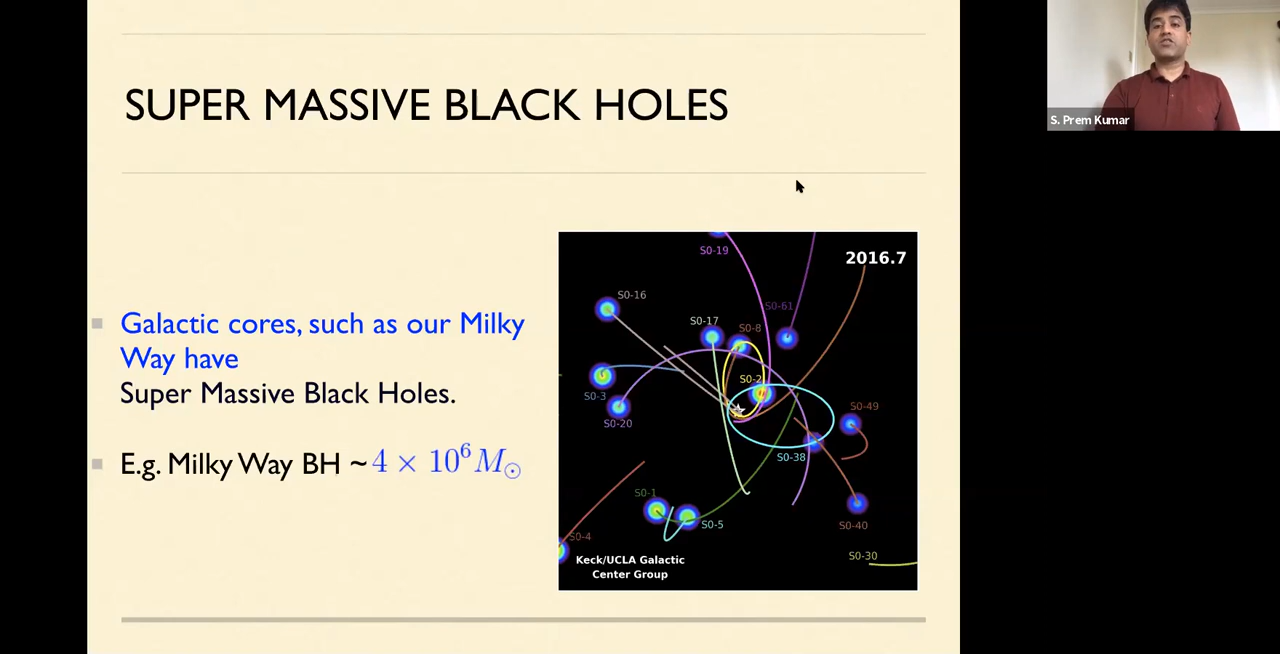 SUPER MASSIVE BLACK HOLES
S. Prem Kumar
Galactic cores, such as our Milky
Way have
Super Massive Black Holes.
E.g. Milky Way BH ~ 4 × 10⁶ M☉
2016.7
S0-19
S0-16
S0-61
S0-17
S0-8
S0-2
S0-3
S0-20
S0-49
S0-38
S0-1
S0-5
S0-40
S0-4
S0-30
Keck/UCLA Galactic
Center Group